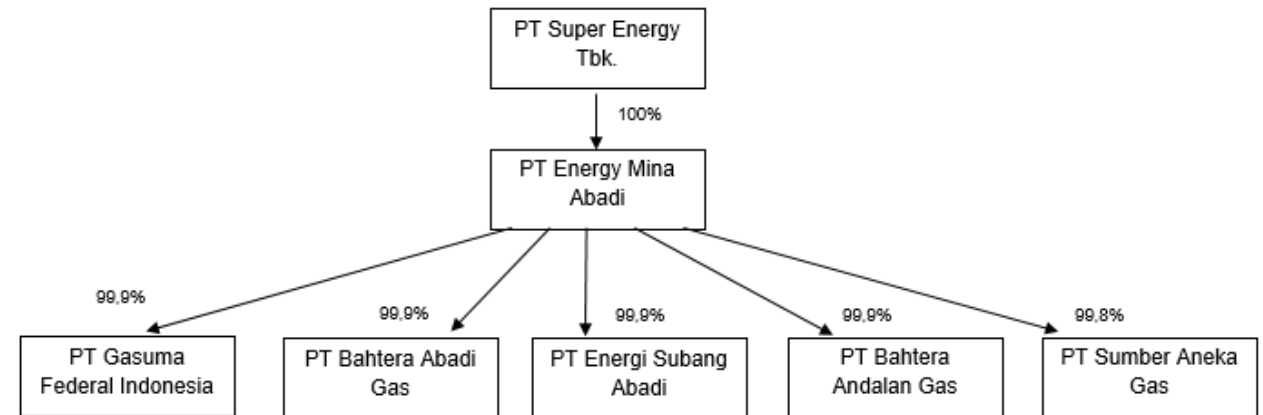 PT Super Energy
Tbk.
100%
PT Energy Mina
Abadi
99,9%
99,9%
99,9%
99,9%
99,8%
PT Gasuma
Federal Indonesia
PT Bahtera Abadi
Gas
PT Energi Subang
Abadi
PT Bahtera
Andalan Gas
PT Sumber Aneka
Gas